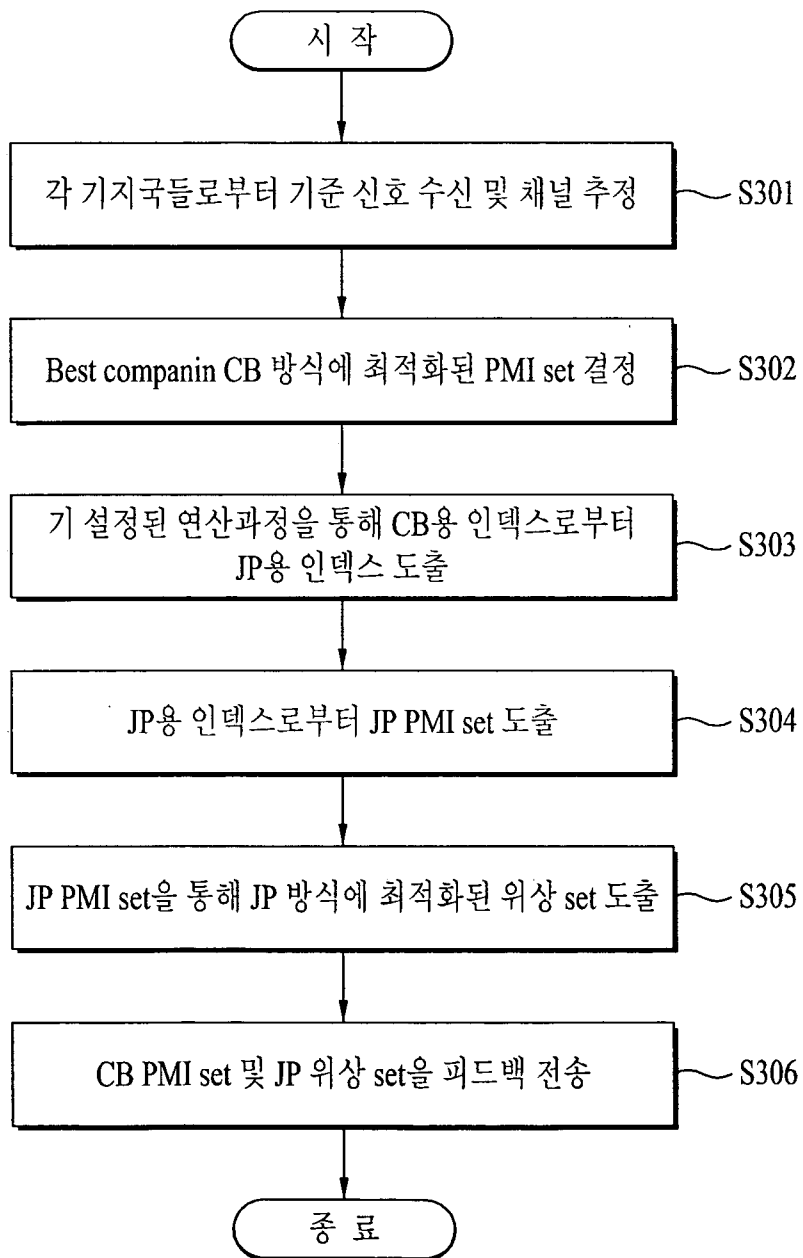 시 작
각 기지국들로부터 기준 신호 수신 및 채널 추정
S301
Best companin CB 방식에 최적화된 PMI set 결정
S302
기 설정된 연산과정을 통해 CB용 인덱스로부터
JP용 인덱스 도출
S303
JP용 인덱스로부터 JP PMI set 도출
S304
JP PMI set을 통해 JP 방식에 최적화된 위상 set 도출
S305
CB PMI set 및 JP 위상 set을 피드백 전송
S306
종 료